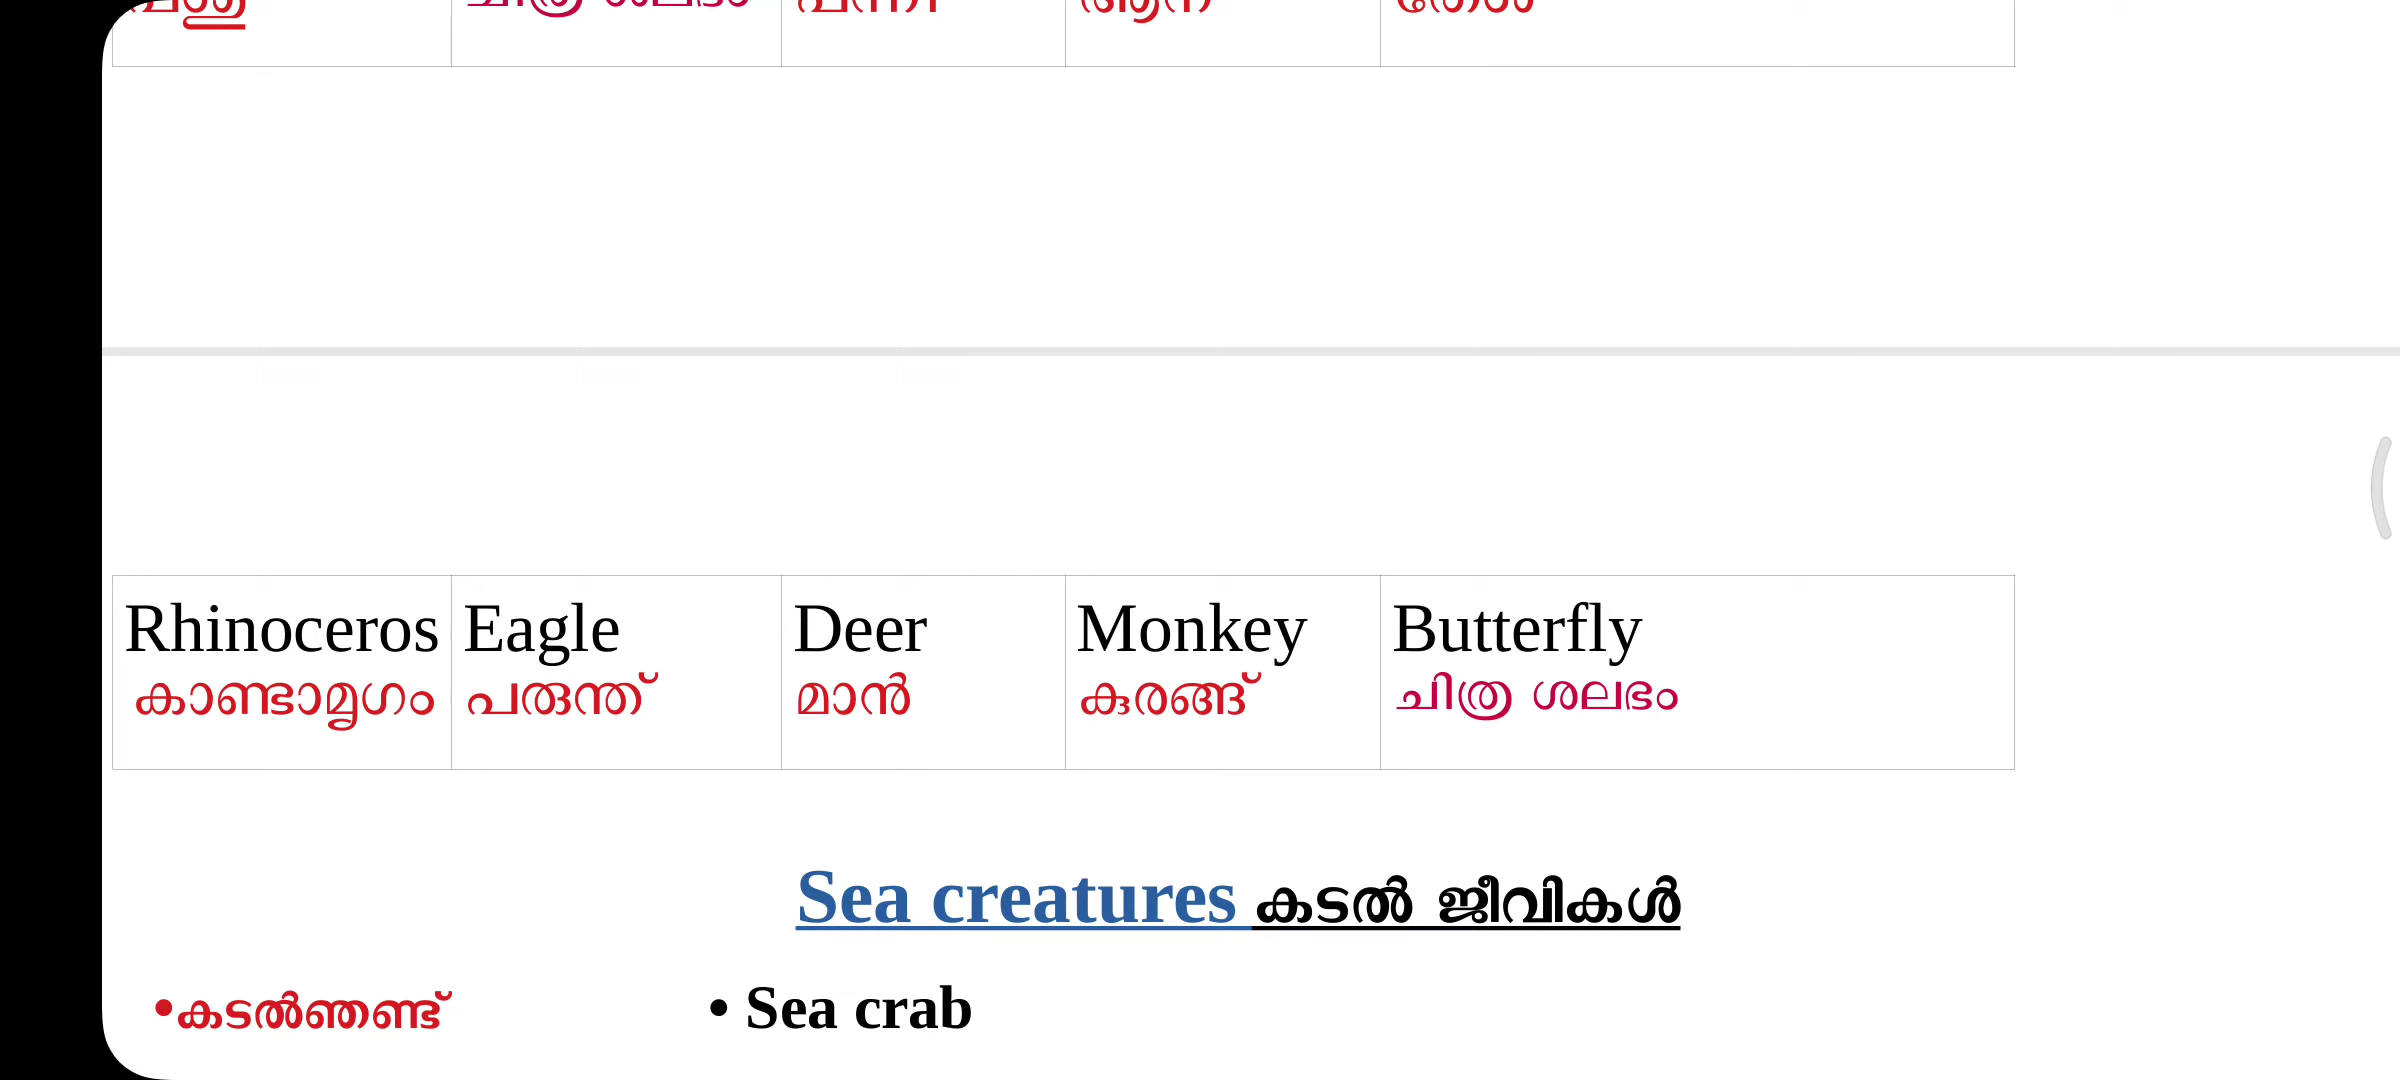 Rhinoceros Eagle Deer Monkey Butterfly
കാണ്ടാമൃഗം പരുന്ത് മാൻ കുരങ്ങ് ചിത്ര ശലഭം
Sea creatures കടൽ ജീവികൾ
•കടൽഞണ്ട് • Sea crab